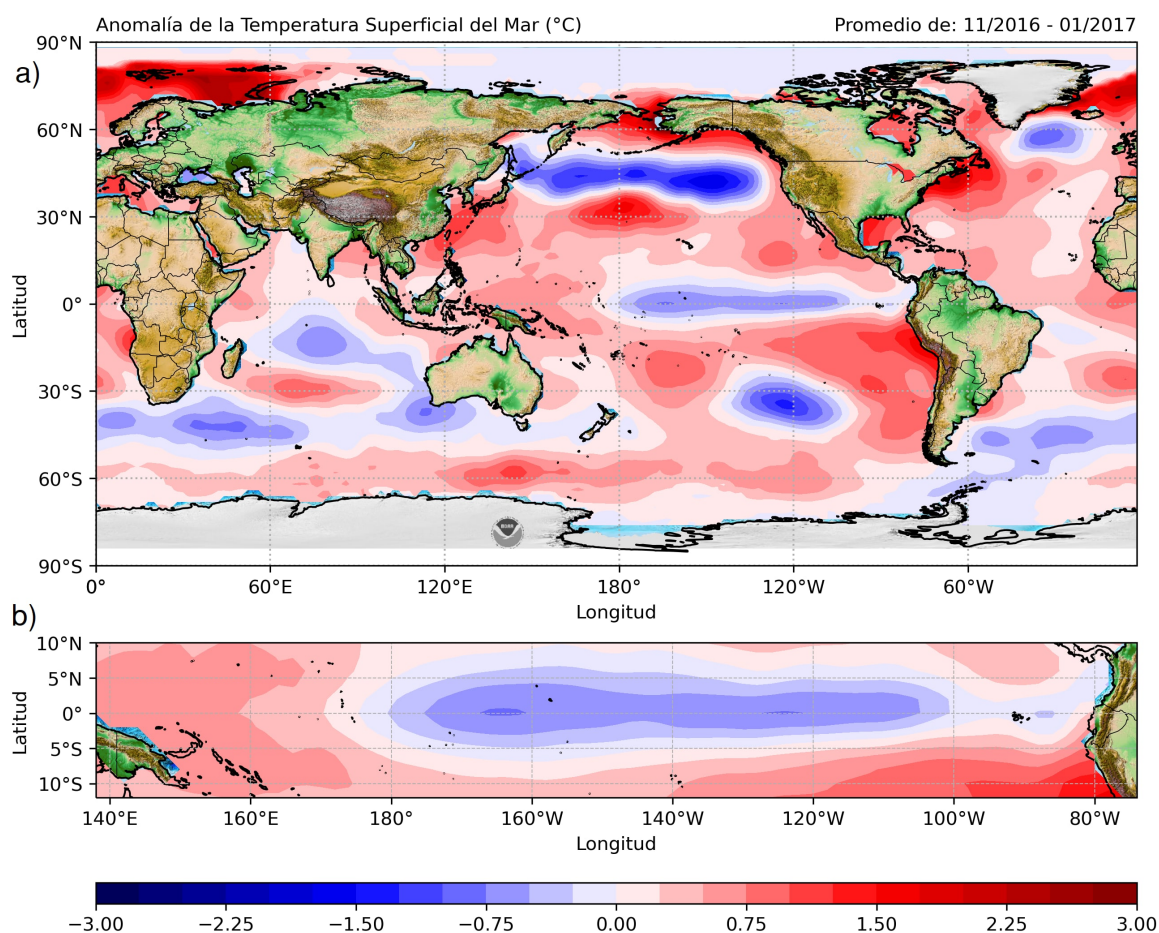 Anomalía de la Temperatura Superficial del Mar (°C) Promedio de: 11/2016 - 01/2017
a)
90°N
60°N
30°N
0°
30°S
60°S
90°S
Latitud
0° 60°E 120°E 180° 120°W 60°W
Longitud
b)
10°N
5°N
0°
5°S
10°S
Latitud
140°E 160°E 180° 160°W 140°W 120°W 100°W 80°W
Longitud
−3.00 −2.25 −1.50 −0.75 0.00 0.75 1.50 2.25 3.00